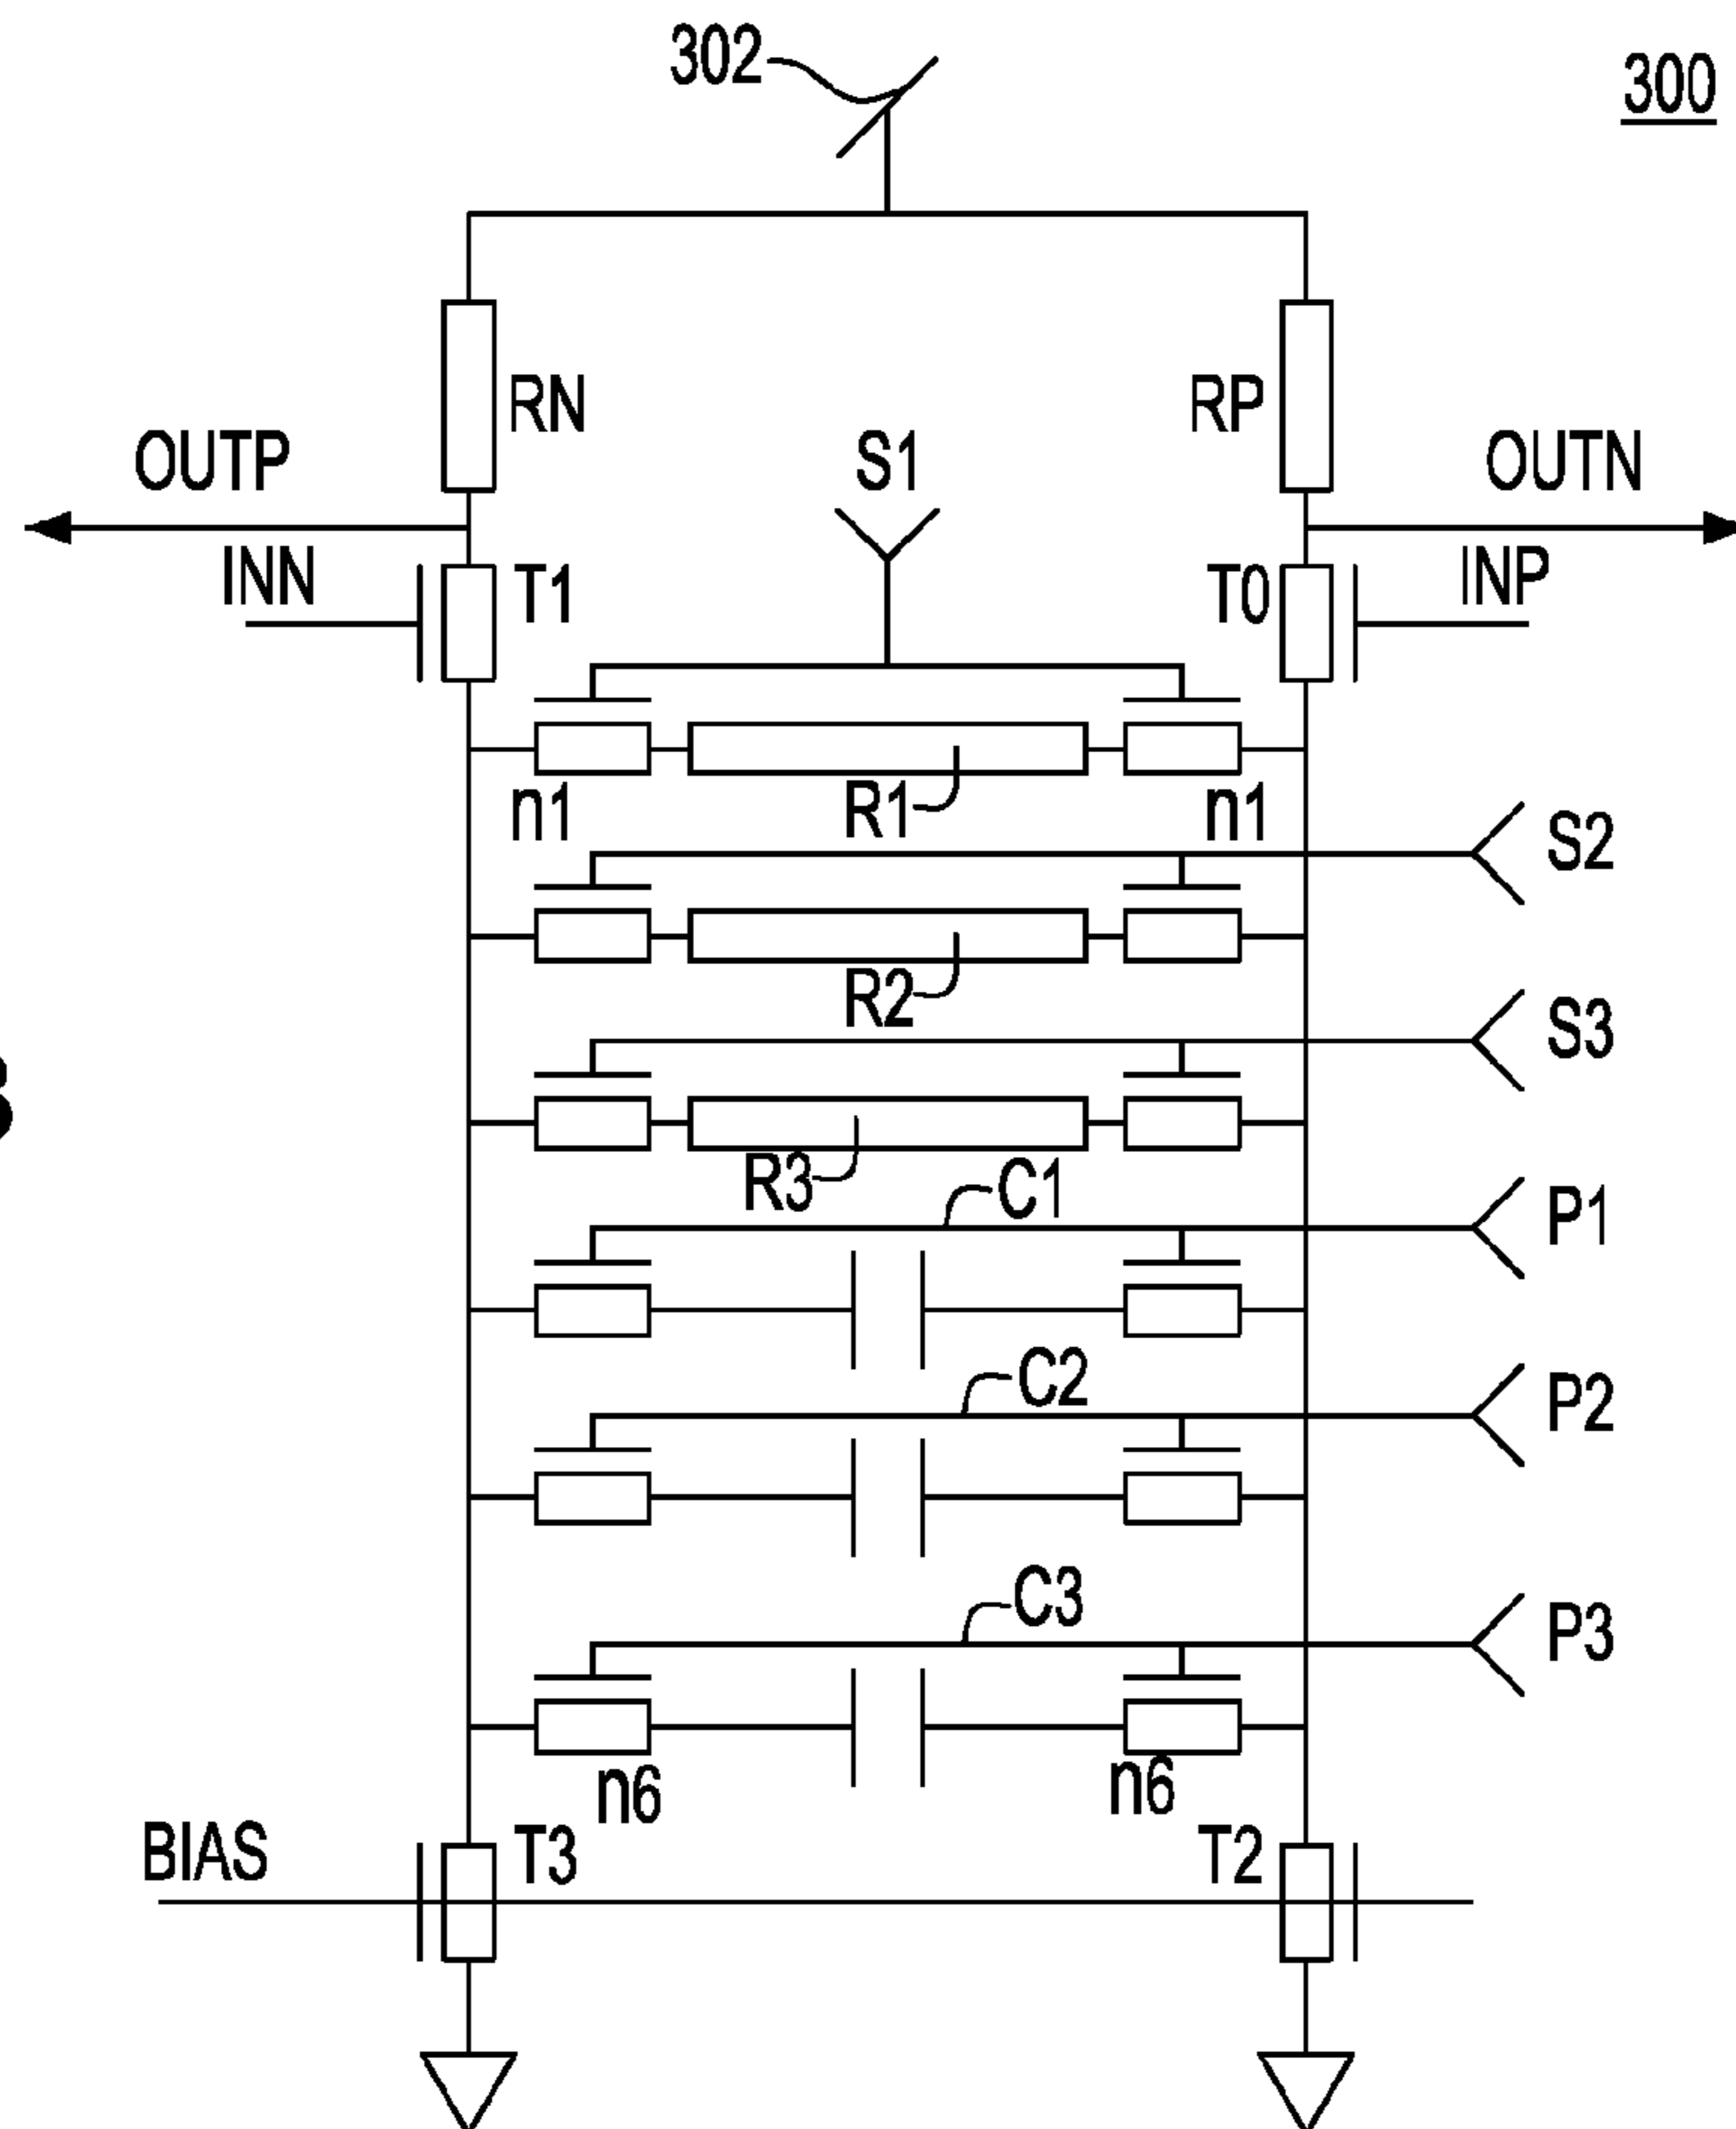 302
300
RN
RP
OUTP
S1
OUTN
INN
T1
T0
INP
n1
R1
n1
S2
R2
S3
R3
C1
P1
C2
P2
C3
P3
n6
n6
BIAS
T3
T2